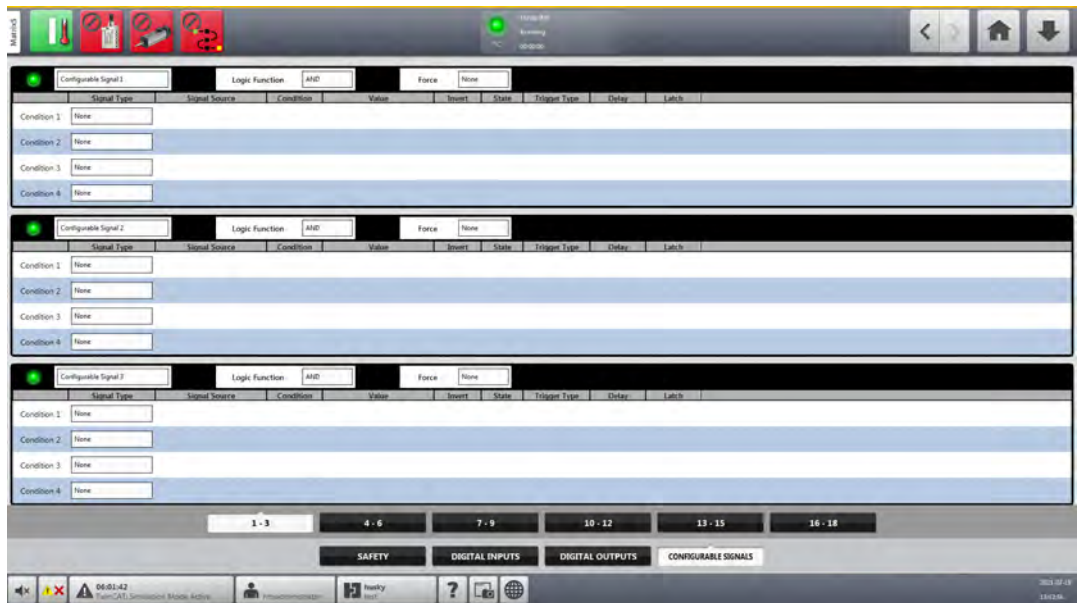 Matrix5
Running
°C
00:00:00
Configurable Signal 1 Logic Function AND Force None
Signal Type Signal Source Condition Value Invert State Trigger Type Delay Latch
Condition 1 None
Condition 2 None
Condition 3 None
Condition 4 None
Configurable Signal 2 Logic Function AND Force None
Signal Type Signal Source Condition Value Invert State Trigger Type Delay Latch
Condition 1 None
Condition 2 None
Condition 3 None
Condition 4 None
Configurable Signal 3 Logic Function AND Force None
Signal Type Signal Source Condition Value Invert State Trigger Type Delay Latch
Condition 1 None
Condition 2 None
Condition 3 None
Condition 4 None
1 - 3 4 - 6 7 - 9 10 - 12 13 - 15 16 - 18
SAFETY DIGITAL INPUTS DIGITAL OUTPUTS CONFIGURABLE SIGNALS
06:01:42 husky ?
TwinCAT: Simulation Mode Active test